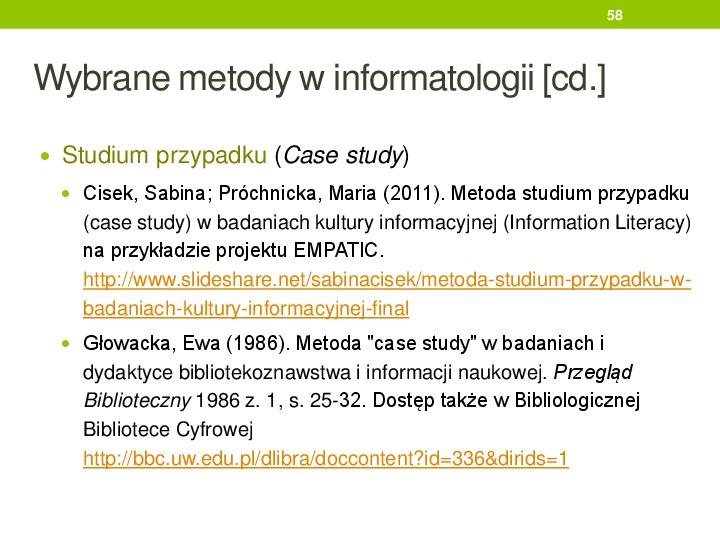 58
Wybrane metody w informatologii [cd.]
• Studium przypadku (Case study)
• Cisek, Sabina; Próchnicka, Maria (2011). Metoda studium przypadku
(case study) w badaniach kultury informacyjnej (Information Literacy)
na przykładzie projektu EMPATIC.
http://www.slideshare.net/sabinacisek/metoda-studium-przypadku-w-
badaniach-kultury-informacyjnej-final
• Głowacka, Ewa (1986). Metoda "case study" w badaniach i
dydaktyce bibliotekoznawstwa i informacji naukowej. Przegląd
Biblioteczny 1986 z. 1, s. 25-32. Dostęp także w Bibliologicznej
Bibliotece Cyfrowej
http://bbc.uw.edu.pl/dlibra/doccontent?id=336&dirids=1